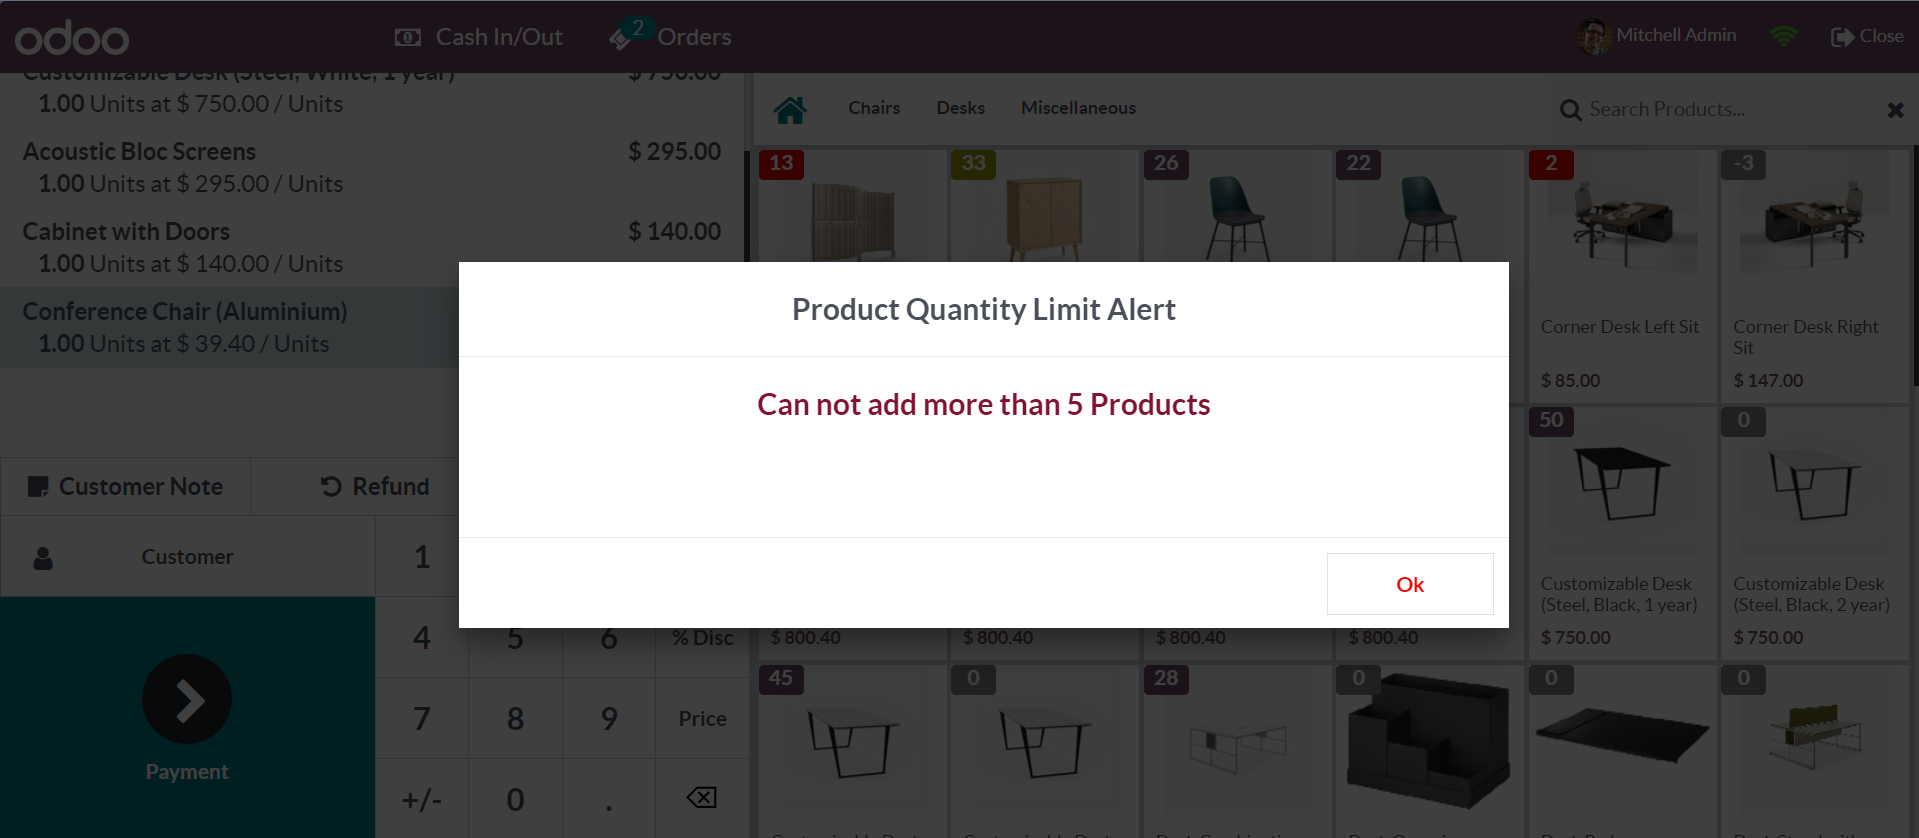 odoo
Cash In/Out
2
Orders
Mitchell Admin
Close
Customizable Desk (Steel, White, 1 year)
$ 750.00
1.00 Units at $ 750.00 / Units
Acoustic Bloc Screens
$ 295.00
1.00 Units at $ 295.00 / Units
Cabinet with Doors
$ 140.00
1.00 Units at $ 140.00 / Units
Conference Chair (Aluminium)
1.00 Units at $ 39.40 / Units
Customer Note
Refund
Customer
Payment
1
4
5
6
% Disc
7
8
9
Price
+/-
0
.
Chairs
Desks
Miscellaneous
Search Products...
13
33
26
22
2
-3
Corner Desk Left Sit
$ 85.00
Corner Desk Right
Sit
$ 147.00
50
0
Customizable Desk
(Steel, Black, 1 year)
$ 750.00
Customizable Desk
(Steel, Black, 2 year)
$ 750.00
$ 800.40
$ 800.40
$ 800.40
$ 800.40
45
0
28
0
0
0
Product Quantity Limit Alert
Can not add more than 5 Products
Ok